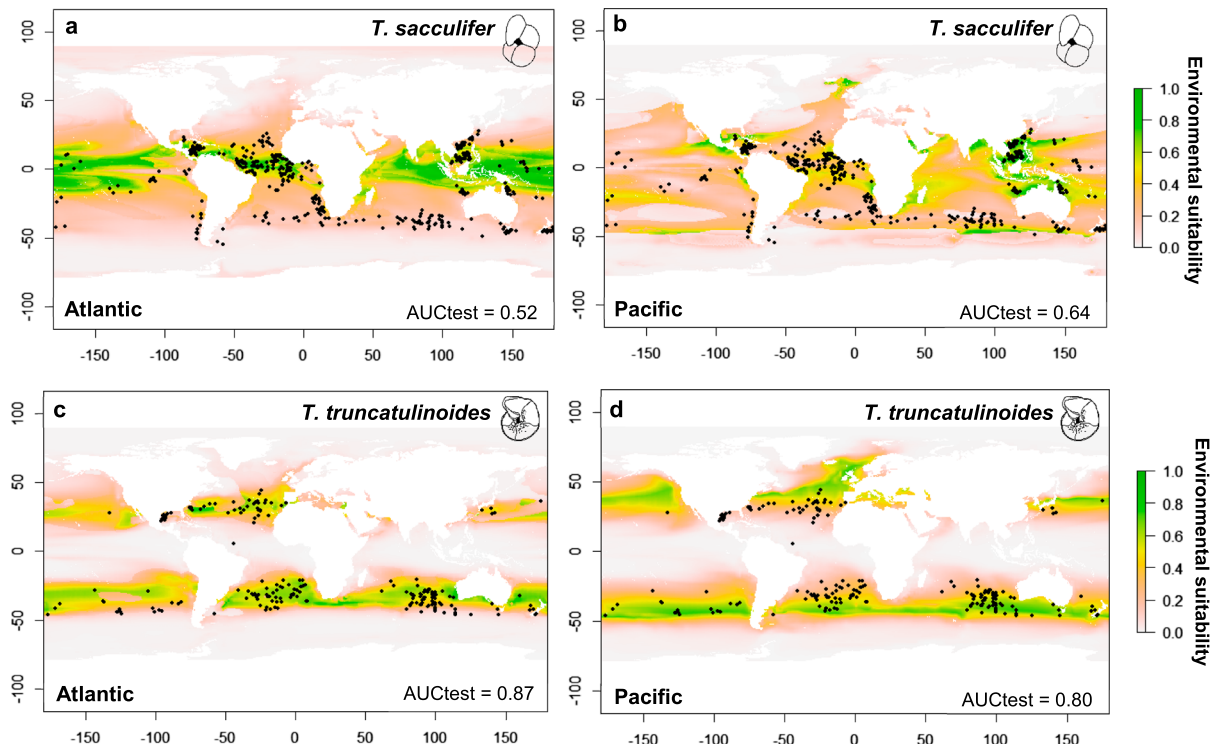 a
T. sacculifer
100
50
0
-50
-100
Atlantic
AUCtest = 0.52
-150 -100 -50 0 50 100 150
b
T. sacculifer
100
50
0
-50
-100
Pacific
AUCtest = 0.64
-150 -100 -50 0 50 100 150
1.0
0.8
0.6
0.4
0.2
0.0
Environmental suitability
c
T. truncatulinoides
100
50
0
-50
-100
Atlantic
AUCtest = 0.87
-150 -100 -50 0 50 100 150
d
T. truncatulinoides
100
50
0
-50
-100
Pacific
AUCtest = 0.80
-150 -100 -50 0 50 100 150
1.0
0.8
0.6
0.4
0.2
0.0
Environmental suitability